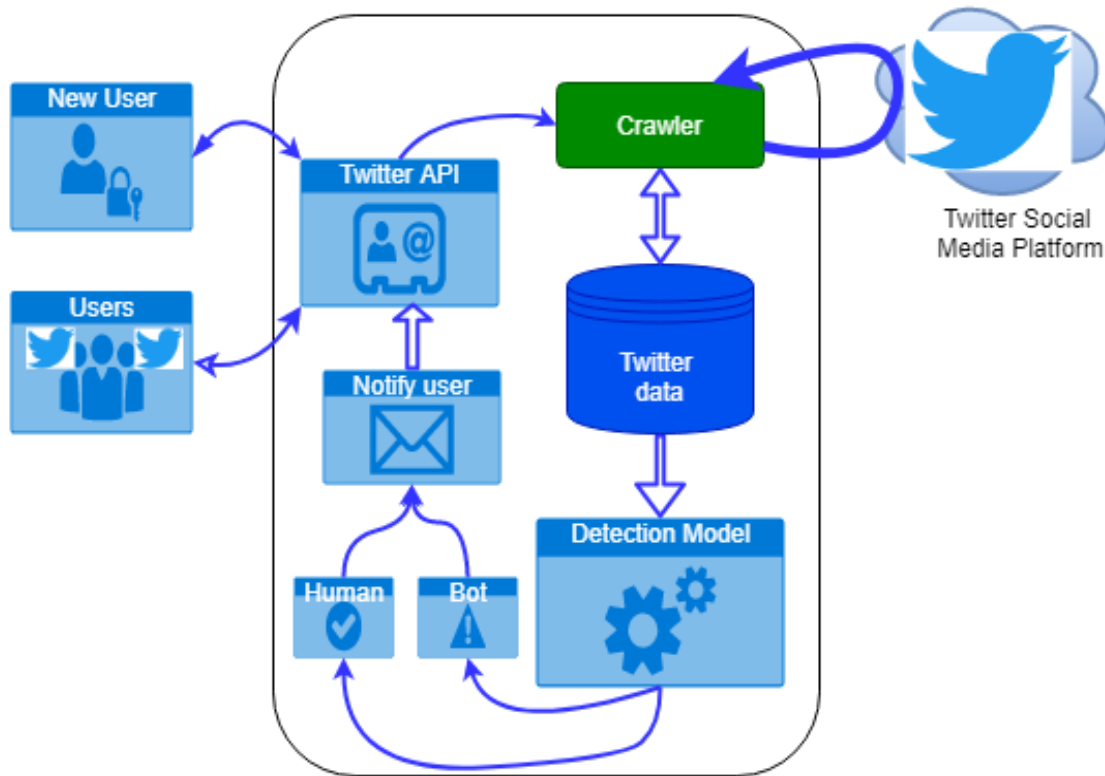 New User
Crawler
Twitter API
@
Twitter Social
Media Platform
Users
Twitter
data
Notify user
Detection Model
Human
Bot